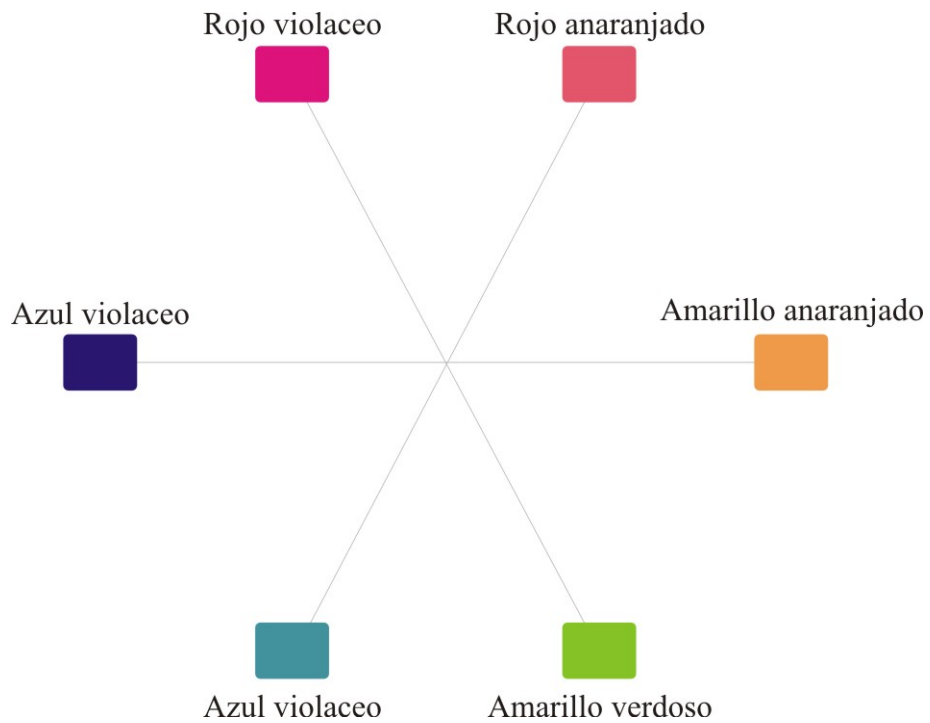 Rojo violaceo
Rojo anaranjado
Azul violaceo
Amarillo anaranjado
Azul violaceo
Amarillo verdoso